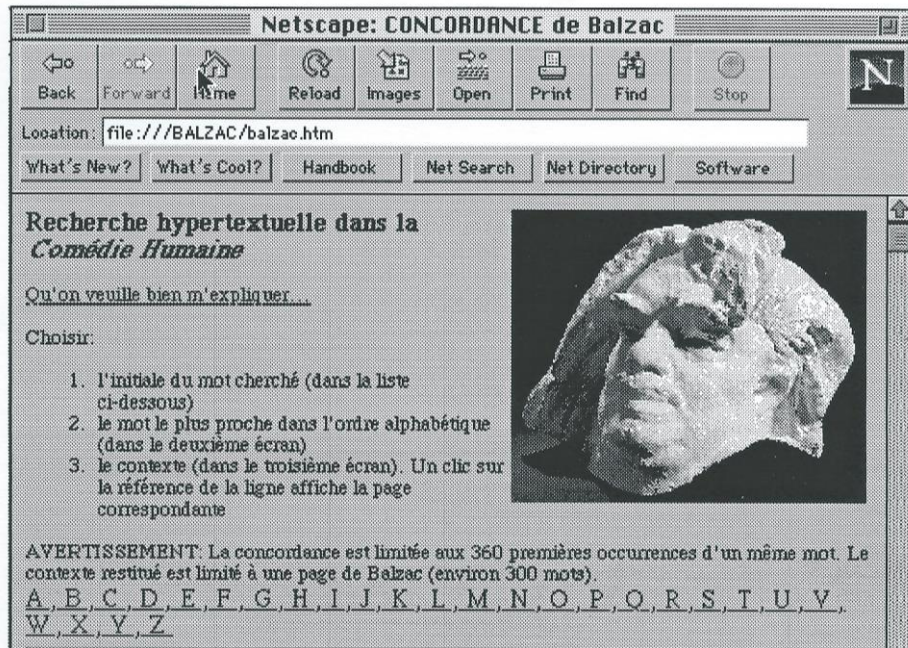 Netscape: CONCORDANCE de Balzac
Back Forward Home Reload Images Open Print Find Stop N
Location: file:///BALZAC/balzac.htm
What's New? What's Cool? Handbook Net Search Net Directory Software
Recherche hypertextuelle dans la
Comédie Humaine
Qu'on veuille bien m'expliquer...
Choisir:
1. l'initiale du mot cherché (dans la liste
ci-dessous)
2. le mot le plus proche dans l'ordre alphabétique
(dans le deuxième écran)
3. le contexte (dans le troisième écran). Un clic sur
la référence de la ligne affiche la page
correspondante
AVERTISSEMENT: La concordance est limitée aux 360 premières occurrences d'un même mot. Le
contexte restitué est limité à une page de Balzac (environ 300 mots).
A , B , C , D , E , F , G , H , I , J , K , L , M , N , O , P , Q , R , S , T , U , V ,
W , X , Y , Z